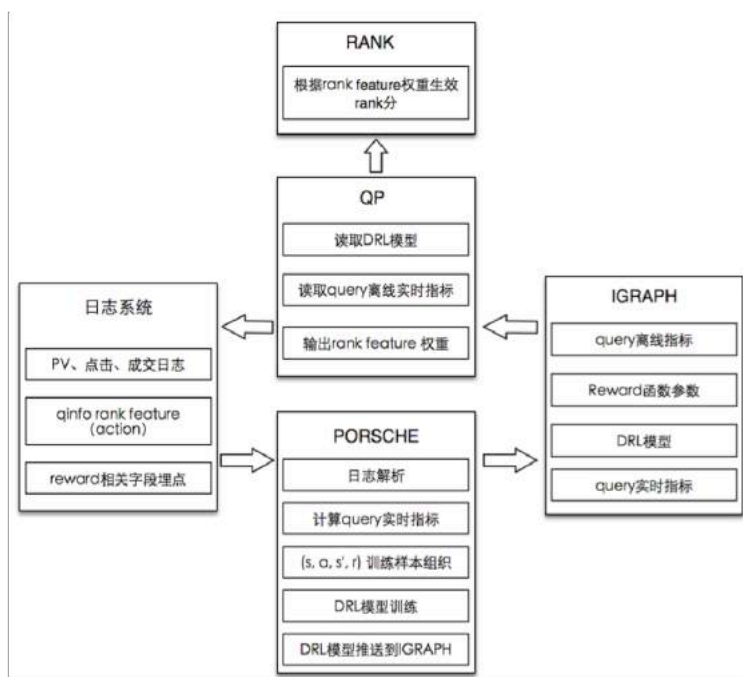 RANK
根据rank feature权重生效
rank分
QP
读取DRL模型
读取query离线实时指标
输出rank feature 权重
日志系统
PV、点击、成交日志
qinfo rank feature
(action)
reward相关字段埋点
IGRAPH
query离线指标
Reward函数参数
DRL模型
query实时指标
PORSCHE
日志解析
计算query实时指标
(s, a, s', r) 训练样本组织
DRL模型训练
DRL模型推送到IGRAPH